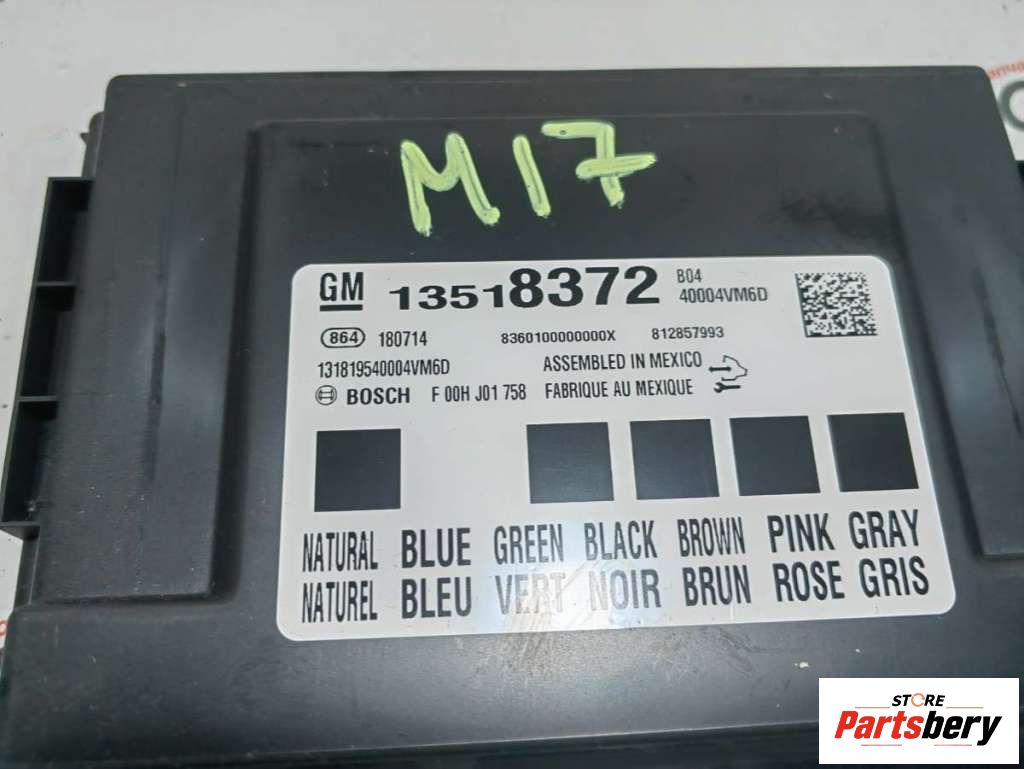 M17
GM 13518372 B04
40004VM6D
864 180714 8360100000000X 812857993
131819540004VM6D ASSEMBLED IN MEXICO
BOSCH F 00H J01 758 FABRIQUE AU MEXIQUE
NATURAL BLUE GREEN BLACK BROWN PINK GRAY
NATUREL BLEU VERT NOIR BRUN ROSE GRIS
STORE
Partsbery